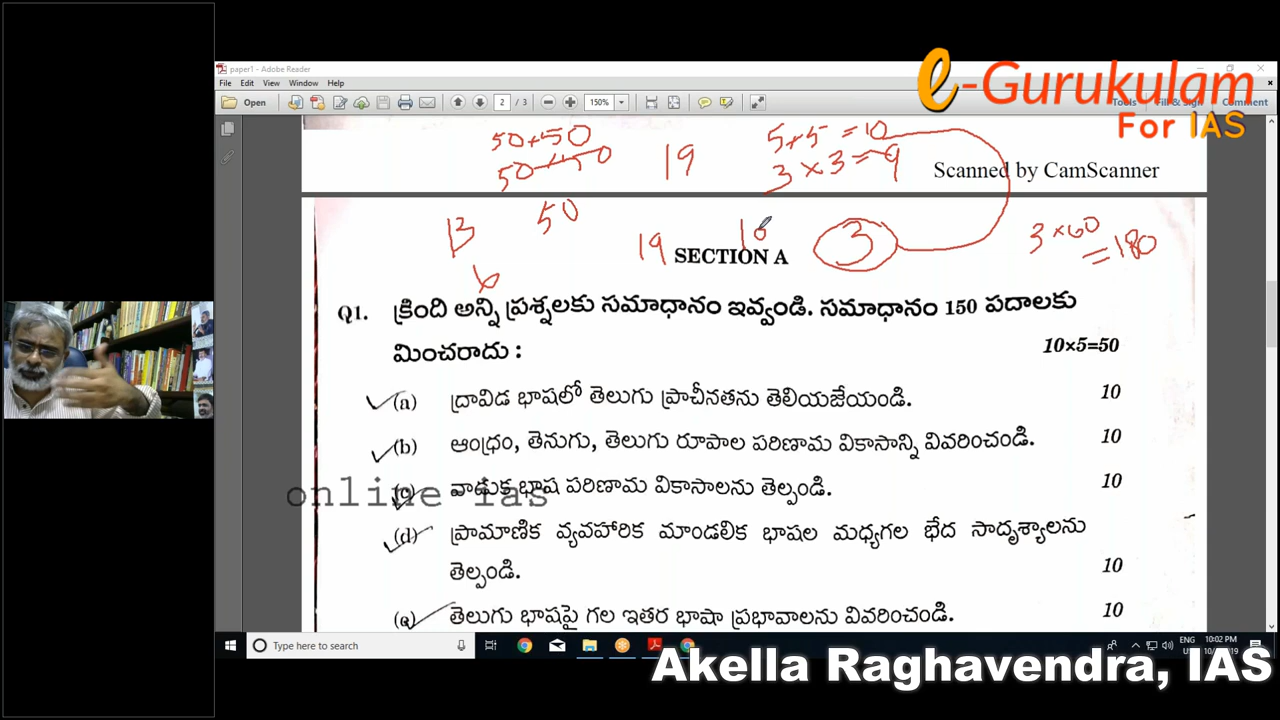 e-Gurukulam
For IAS
paper1 - Adobe Reader
File Edit View Window Help
Open 2 / 3 150% Tools Fill & Sign Comment
50+50
5+5 = 10
19
3 × 3 = 9
Scanned by CamScanner
13
50
19
3
3 × 60
= 180
6
SECTION A
Q1. క్రింది అన్ని ప్రశ్నలకు సమాధానం ఇవ్వండి. సమాధానం 150 పదాలకు
మించరాదు : 10×5=50
(a) ద్రావిడ భాషలో తెలుగు ప్రాచీనతను తెలియజేయండి. 10
(b) ఆంధ్రం, తెనుగు, తెలుగు రూపాల పరిణామ వికాసాన్ని వివరించండి. 10
(c) వాడుక భాష పరిణామ వికాసాలను తెల్పండి. 10
online ias
(d) ప్రామాణిక వ్యవహారిక మాండలిక భాషల మధ్యగల భేద సాదృశ్యాలను
తెల్పండి. 10
(e) తెలుగు భాషపై గల ఇతర భాషా ప్రభావాలను వివరించండి. 10
Type here to search
ENG 10:02 PM
Akella Raghavendra, IAS